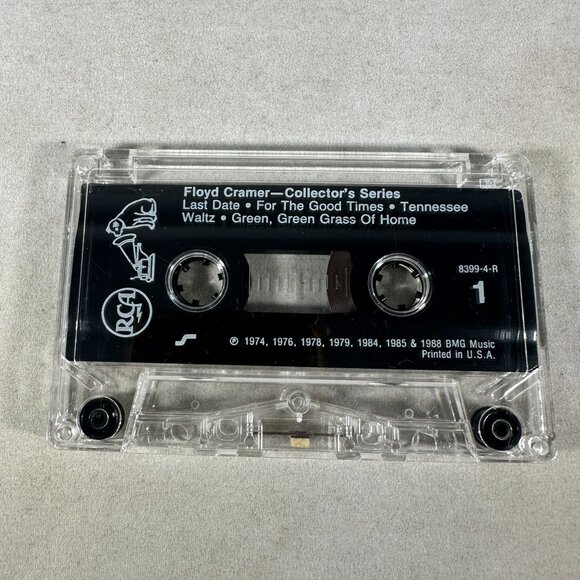 Floyd Cramer—Collector's Series
Last Date • For The Good Times • Tennessee
Waltz • Green, Green Grass Of Home
8399-4-R
1
RCA
℗ 1974, 1976, 1978, 1979, 1984, 1985 & 1988 BMG Music
Printed in U.S.A.